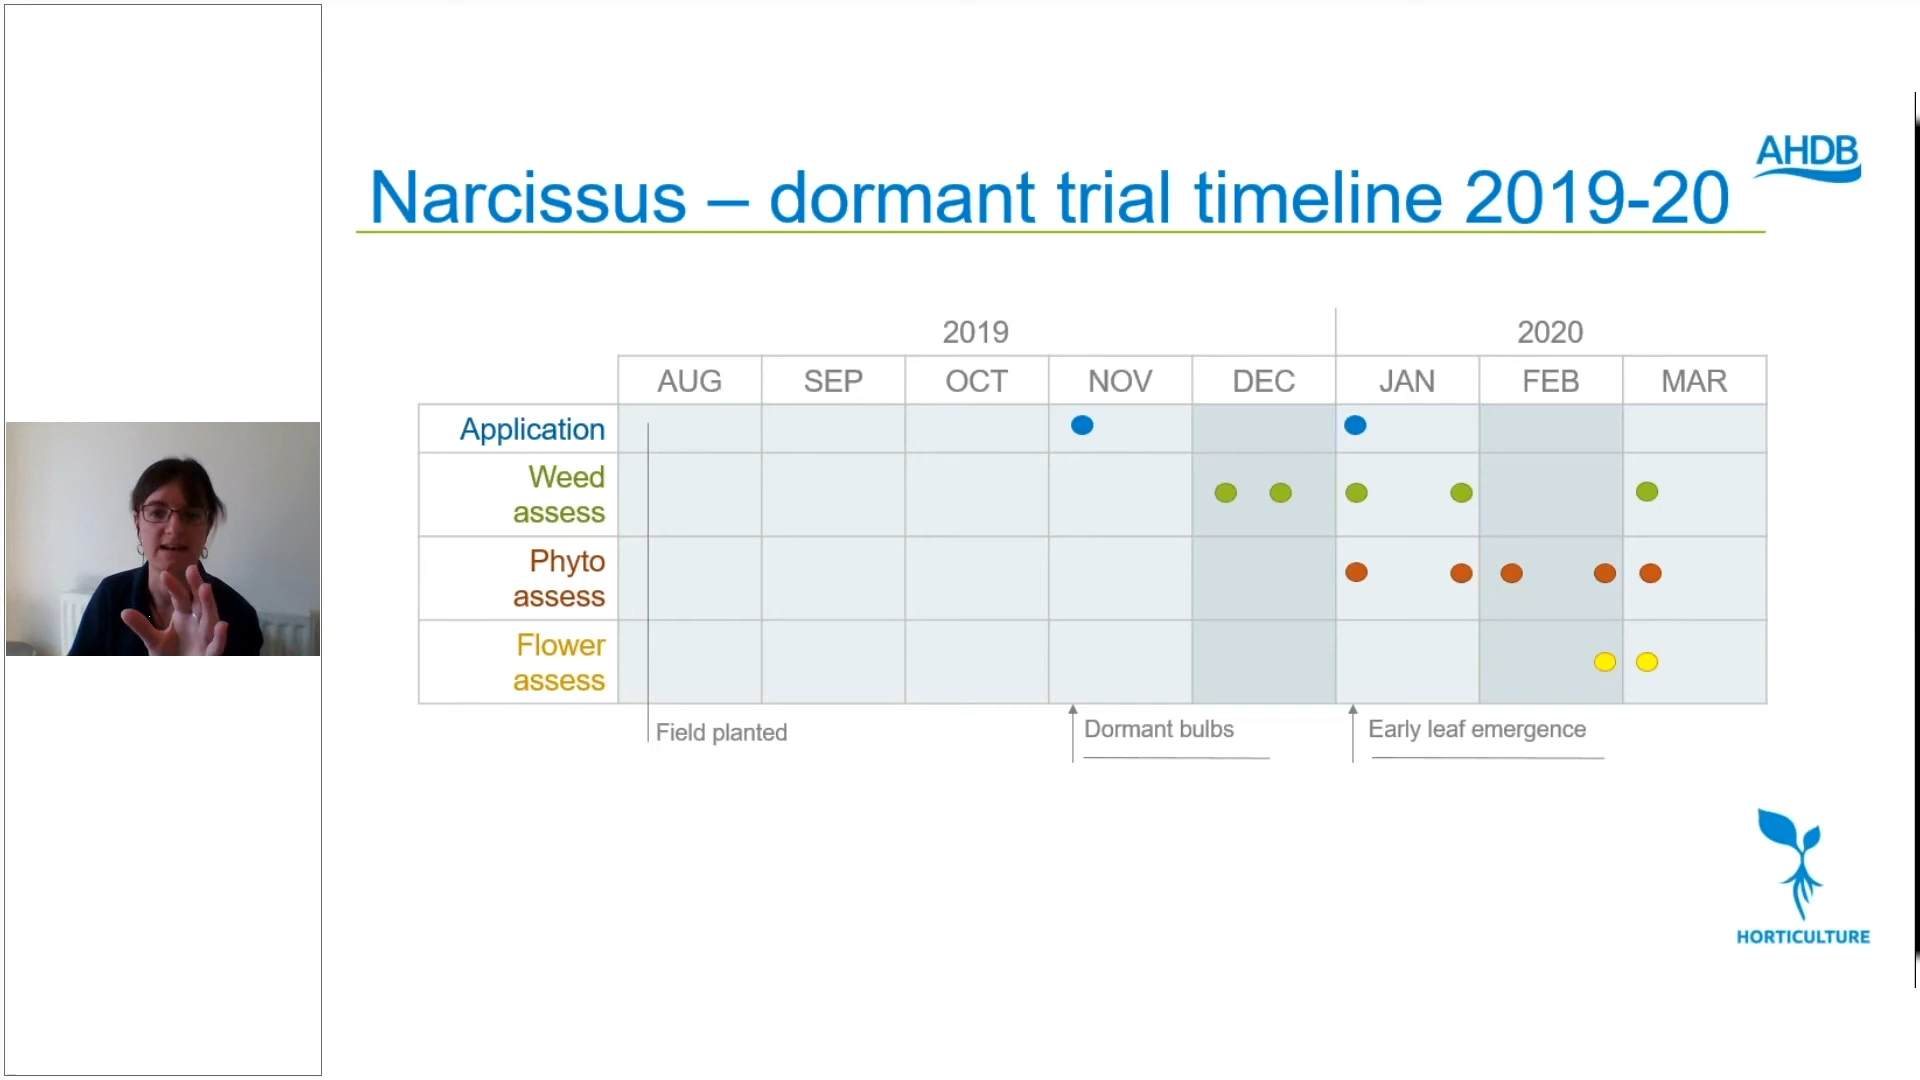 AHDB
Narcissus – dormant trial timeline 2019-20
2019 2020
AUG SEP OCT NOV DEC JAN FEB MAR
Application
Weed
assess
Phyto
assess
Flower
assess
Field planted
Dormant bulbs
Early leaf emergence
HORTICULTURE